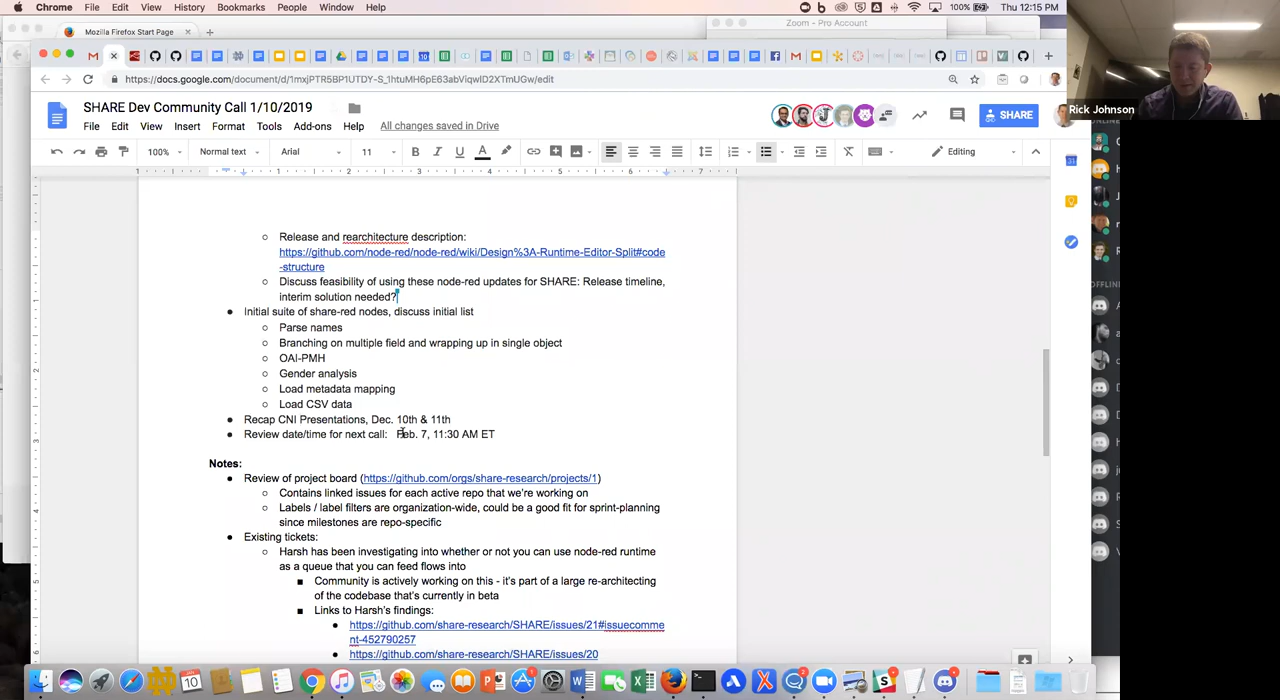 Chrome File Edit View History Bookmarks People Window Help 100% Thu 12:15 PM
Zoom - Pro Account
Mozilla Firefox Start Page
https://docs.google.com/document/d/1mxjPTR5BP1UTDY-S_1htuMH6pE63abViqwID2XTmUGw/edit
SHARE Dev Community Call 1/10/2019
SHARE
Rick Johnson
File Edit View Insert Format Tools Add-ons Help All changes saved in Drive
100% Normal text Arial 11 Editing
1 1 2 3 4 5 6 7
Release and rearchitecture description:
https://github.com/node-red/node-red/wiki/Design%3A-Runtime-Editor-Split#code
-structure
Discuss feasibility of using these node-red updates for SHARE: Release timeline,
interim solution needed?
Initial suite of share-red nodes, discuss initial list
Parse names
Branching on multiple field and wrapping up in single object
OAI-PMH
Gender analysis
Load metadata mapping
Load CSV data
Recap CNI Presentations, Dec. 10th & 11th
Review date/time for next call: Feb. 7, 11:30 AM ET
Notes:
Review of project board (https://github.com/orgs/share-research/projects/1)
Contains linked issues for each active repo that we're working on
Labels / label filters are organization-wide, could be a good fit for sprint-planning
since milestones are repo-specific
Existing tickets:
Harsh has been investigating into whether or not you can use node-red runtime
as a queue that you can feed flows into
Community is actively working on this - it's part of a large re-architecting
of the codebase that's currently in beta
Links to Harsh's findings:
https://github.com/share-research/SHARE/issues/21#issuecomme
nt-452790257
https://github.com/share-research/SHARE/issues/20